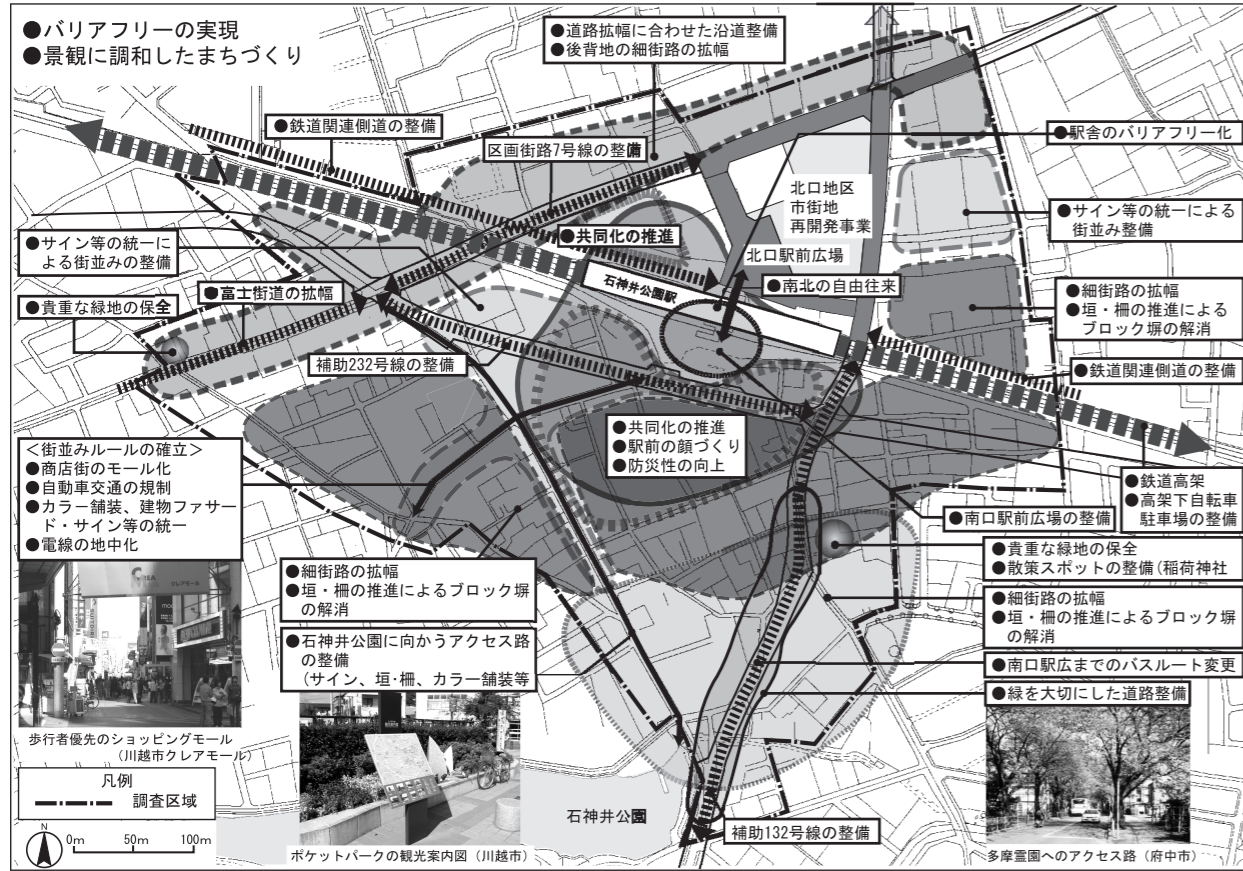 ●バリアフリーの実現
●景観に調和したまちづくり
●道路拡幅に合わせた沿道整備
●後背地の細街路の拡幅
●鉄道関連側道の整備
区画街路7号線の整備
●駅舎のバリアフリー化
北口地区
市街地
再開発事業
●サイン等の統一による
街並み整備
●サイン等の統一に
よる街並みの整備
●共同化の推進
北口駅前広場
石神井公園駅
●南北の自由往来
●貴重な緑地の保全
●富士街道の拡幅
●細街路の拡幅
●垣・柵の推進による
ブロック塀の解消
補助232号線の整備
●鉄道関連側道の整備
●共同化の推進
●駅前の顔づくり
●防災性の向上
<街並みルールの確立>
●商店街のモール化
●自動車交通の規制
●カラー舗装、建物ファサー
ド・サイン等の統一
●電線の地中化
●鉄道高架
●高架下自転車
駐車場の整備
●南口駅前広場の整備
●貴重な緑地の保全
●散策スポットの整備(稲荷神社
●細街路の拡幅
●垣・柵の推進によるブロック塀
の解消
●細街路の拡幅
●垣・柵の推進によるブロック塀
の解消
●石神井公園に向かうアクセス路
の整備
(サイン、垣・柵、カラー舗装等
●南口駅広までのバスルート変更
●緑を大切にした道路整備
クレアモール
歩行者優先のショッピングモール
(川越市クレアモール)
凡例
調査区域
N
0m 50m 100m
ポケットパークの観光案内図(川越市)
石神井公園
補助132号線の整備
多摩霊園へのアクセス路(府中市)